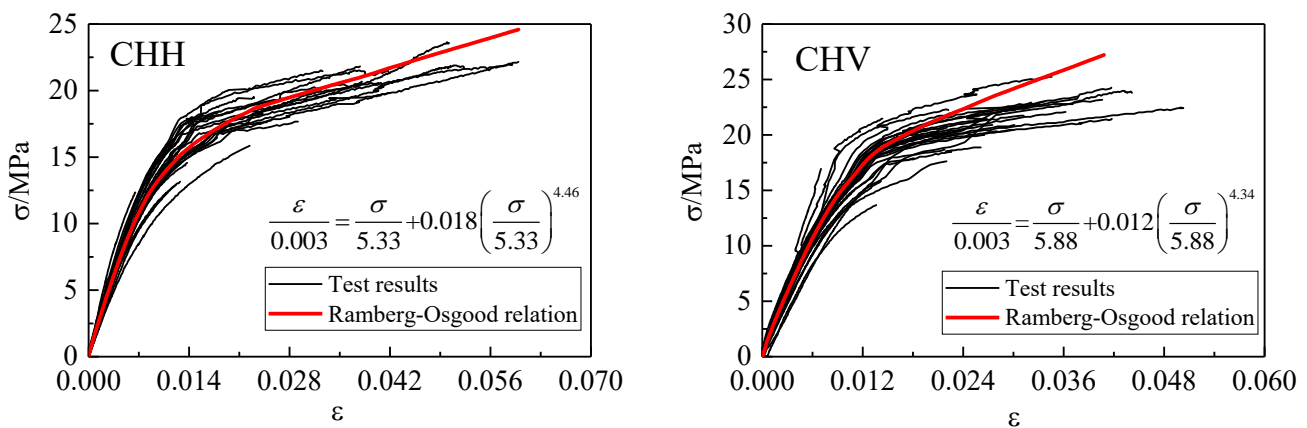 CHH
σ/MPa
25
20
15
10
5
0
0.000 0.014 0.028 0.042 0.056 0.070
ε
ε/0.003 = σ/5.33 + 0.018(σ/5.33)^4.46
Test results
Ramberg-Osgood relation
CHV
σ/MPa
30
25
20
15
10
5
0
0.000 0.012 0.024 0.036 0.048 0.060
ε
ε/0.003 = σ/5.88 + 0.012(σ/5.88)^4.34
Test results
Ramberg-Osgood relation